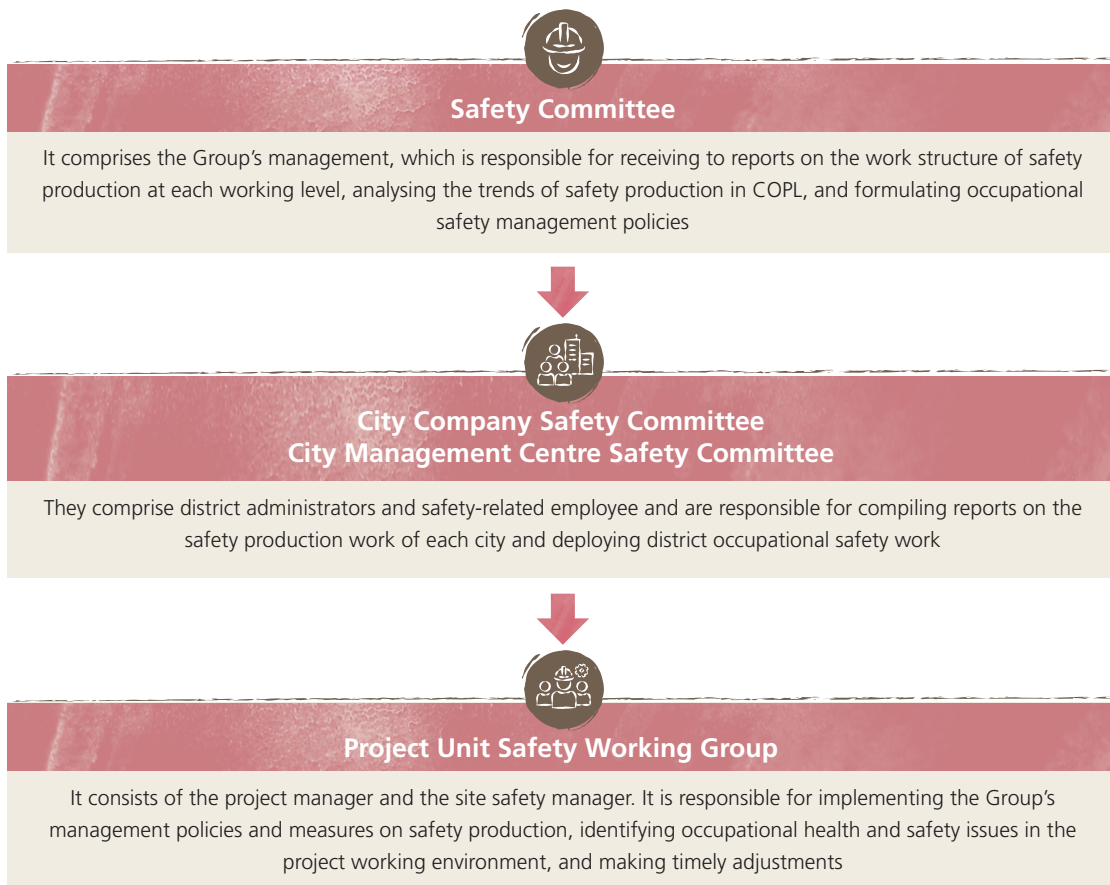 Safety Committee
It comprises the Group’s management, which is responsible for receiving to reports on the work structure of safety
production at each working level, analysing the trends of safety production in COPL, and formulating occupational
safety management policies
City Company Safety Committee
City Management Centre Safety Committee
They comprise district administrators and safety-related employee and are responsible for compiling reports on the
safety production work of each city and deploying district occupational safety work
Project Unit Safety Working Group
It consists of the project manager and the site safety manager. It is responsible for implementing the Group’s
management policies and measures on safety production, identifying occupational health and safety issues in the
project working environment, and making timely adjustments